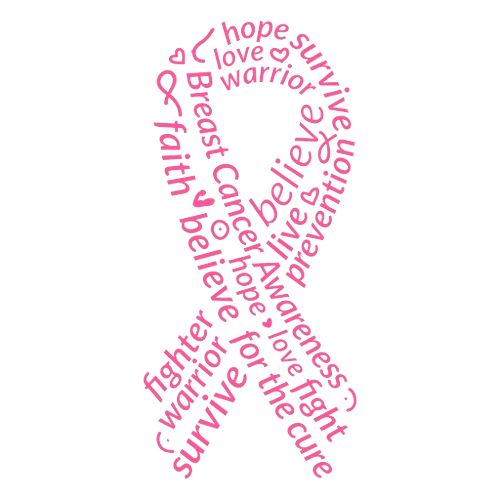 hope
love
warrior
survive
Breast Cancer Awareness
faith
believe
live
prevention
believe
hope
love
fight
for the cure
fighter
warrior
survive